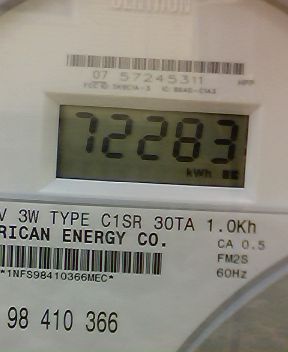 CENTRON
07 57245311
72283
kWh
V 3W TYPE C1SR 30TA 1.0Kh
RICAN ENERGY CO.
CA 0.5
FM2S
60Hz
*1NFS98410366MEC*
98 410 366